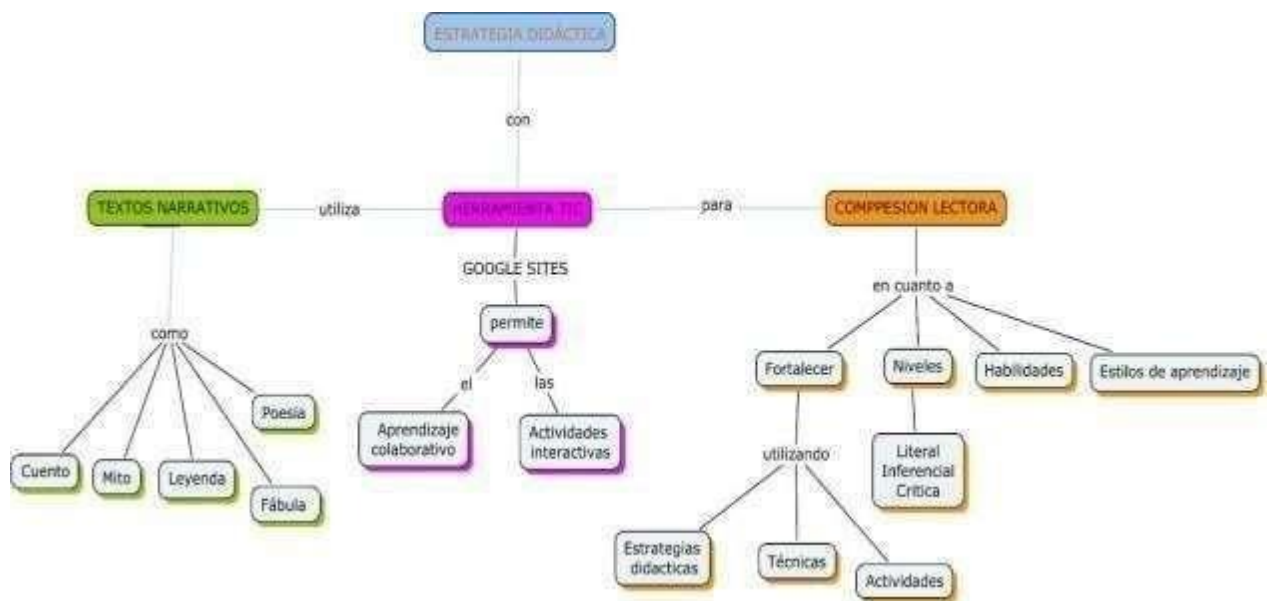 ESTRATEGIA DIDÁCTICA
con
TEXTOS NARRATIVOS
utiliza
HERRAMIENTA TIC
para
COMPPESION LECTORA
GOOGLE SITES
en cuanto a
como
permite
Fortalecer
Niveles
Habilidades
Estilos de aprendizaje
el
las
Poesia
Aprendizaje
colaborativo
Actividades
interactivas
Cuento
Mito
Leyenda
Fábula
utilizando
Literal
Inferencial
Critica
Estrategias
didacticas
Técnicas
Actividades